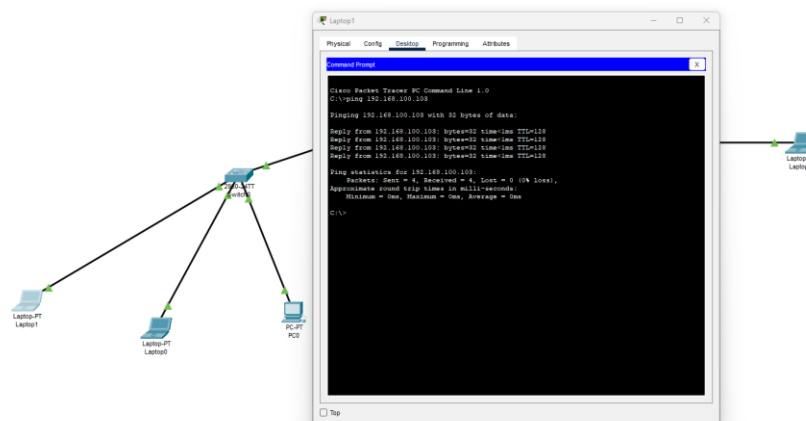 Laptop1
Physical Config Desktop Programming Attributes
Command Prompt
X
Cisco Packet Tracer PC Command Line 1.0
C:\>ping 192.168.100.103
Pinging 192.168.100.103 with 32 bytes of data:
Reply from 192.168.100.103: bytes=32 time<1ms TTL=128
Reply from 192.168.100.103: bytes=32 time<1ms TTL=128
Reply from 192.168.100.103: bytes=32 time<1ms TTL=128
Reply from 192.168.100.103: bytes=32 time<1ms TTL=128
Ping statistics for 192.168.100.103:
Packets: Sent = 4, Received = 4, Lost = 0 (0% loss),
Approximate round trip times in milli-seconds:
Minimum = 0ms, Maximum = 0ms, Average = 0ms
C:\>
Top
Laptop-PT
Laptop1
Laptop-PT
Laptop0
PC-PT
PC0
Laptop-
Laptop